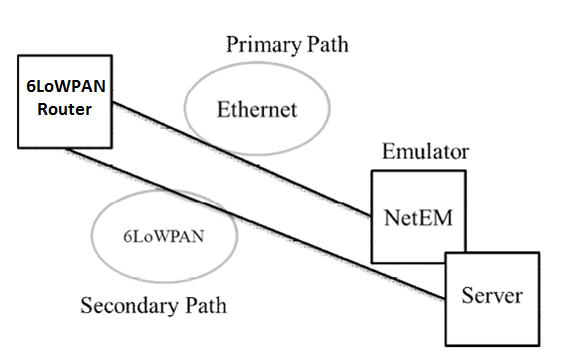 Primary Path
6LoWPAN
Router
Ethernet
Emulator
NetEM
6LoWPAN
Server
Secondary Path